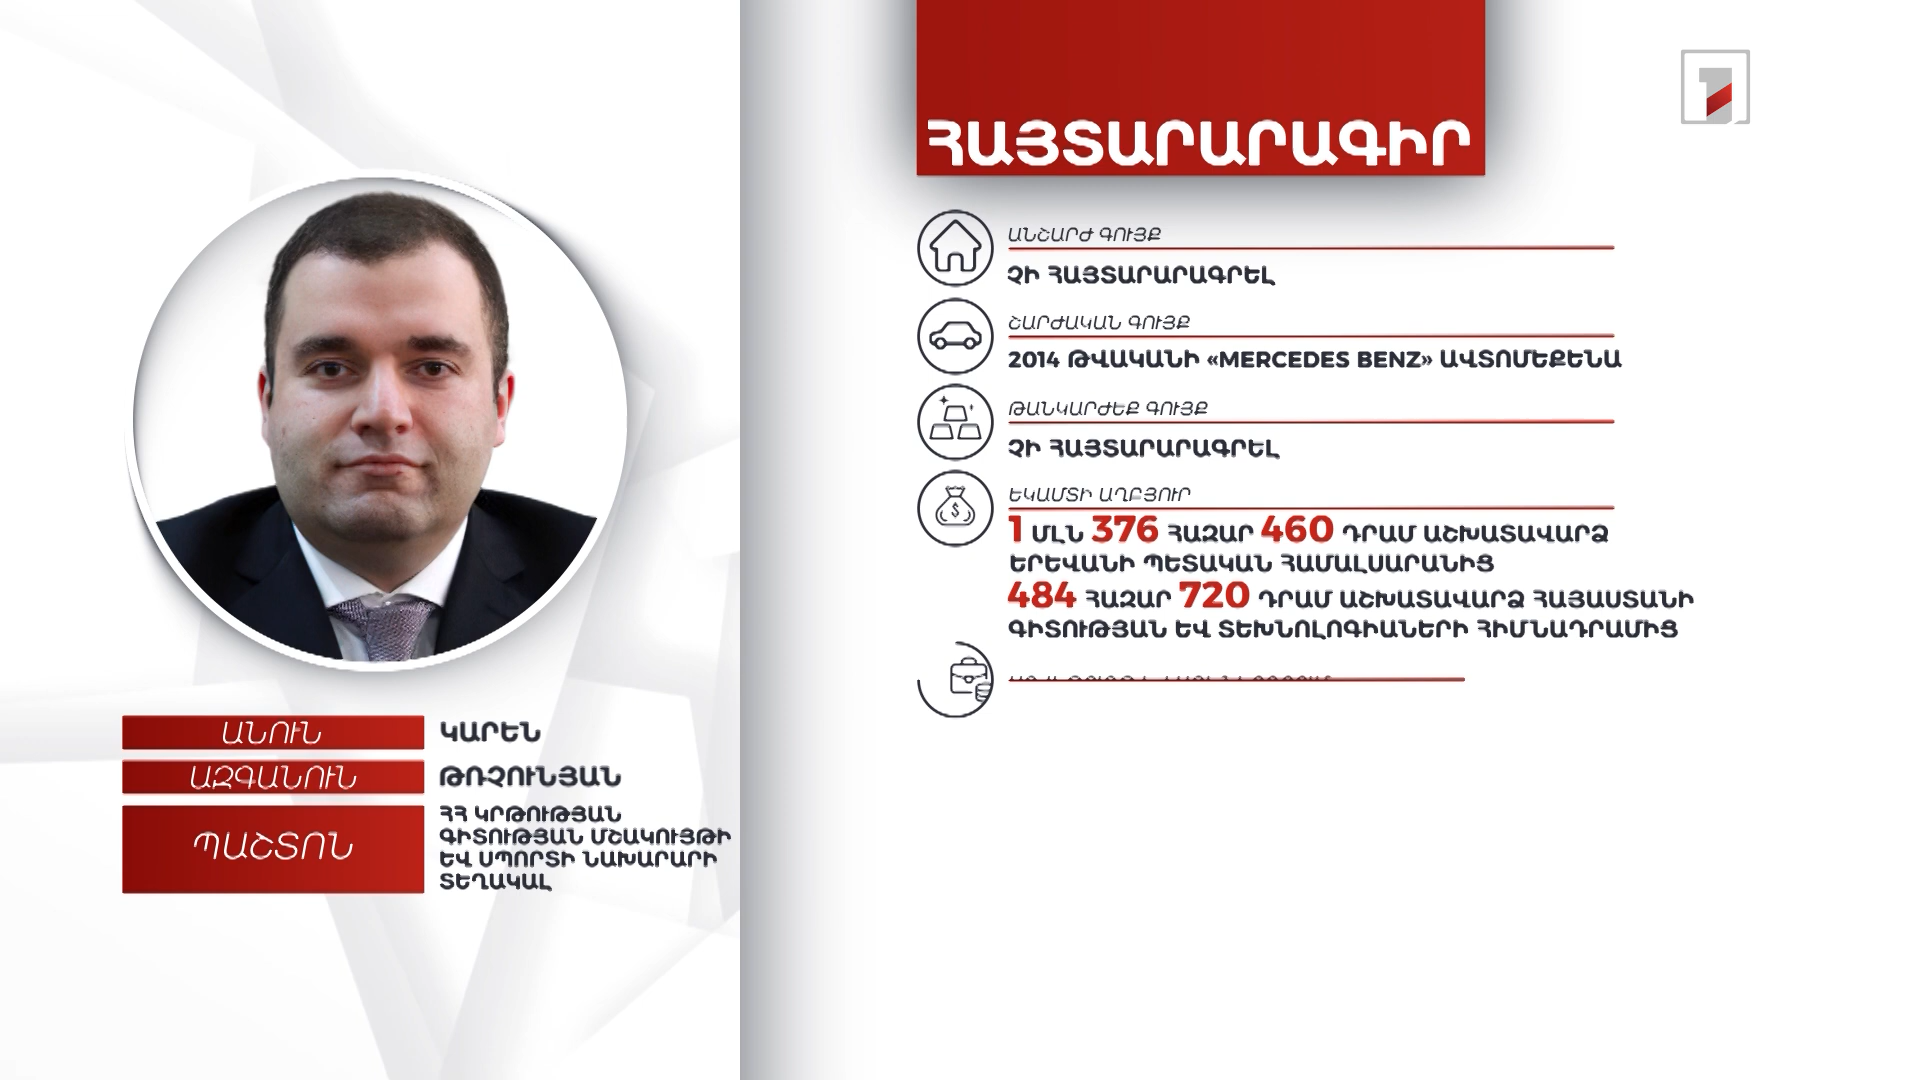 ՀԱՅՏԱՐԱՐԱԳԻՐ
ԱՆՇԱՐԺ ԳՈՒՅՔ
ՉԻ ՀԱՅՏԱՐԱՐԱԳՐԵԼ
ՇԱՐԺԱԿԱՆ ԳՈՒՅՔ
2014 ԹՎԱԿԱՆԻ «MERCEDES BENZ» ԱՎՏՈՄԵՔԵՆԱ
ԹԱՆԿԱՐԺԵՔ ԳՈՒՅՔ
ՉԻ ՀԱՅՏԱՐԱՐԱԳՐԵԼ
ԵԿԱՄՏԻ ԱՂԲՅՈՒՐ
1 ՄԼՆ 376 ՀԱԶԱՐ 460 ԴՐԱՄ ԱՇԽԱՏԱՎԱՐՁ
ԵՐԵՎԱՆԻ ՊԵՏԱԿԱՆ ՀԱՄԱԼՍԱՐԱՆԻՑ
484 ՀԱԶԱՐ 720 ԴՐԱՄ ԱՇԽԱՏԱՎԱՐՁ ՀԱՅԱՍՏԱՆԻ
ԳԻՏՈՒԹՅԱՆ ԵՎ ՏԵԽՆՈԼՈԳԻԱՆԵՐԻ ՀԻՄՆԱԴՐԱՄԻՑ
ԱՆՈՒՆ ԿԱՐԵՆ
ԱԶԳԱՆՈՒՆ ԹՌՉՈՒՆՅԱՆ
ՊԱՇՏՈՆ
ՀՀ ԿՐԹՈՒԹՅԱՆ
ԳԻՏՈՒԹՅԱՆ ՄՇԱԿՈՒՅԹԻ
ԵՎ ՍՊՈՐՏԻ ՆԱԽԱՐԱՐԻ
ՏԵՂԱԿԱԼ